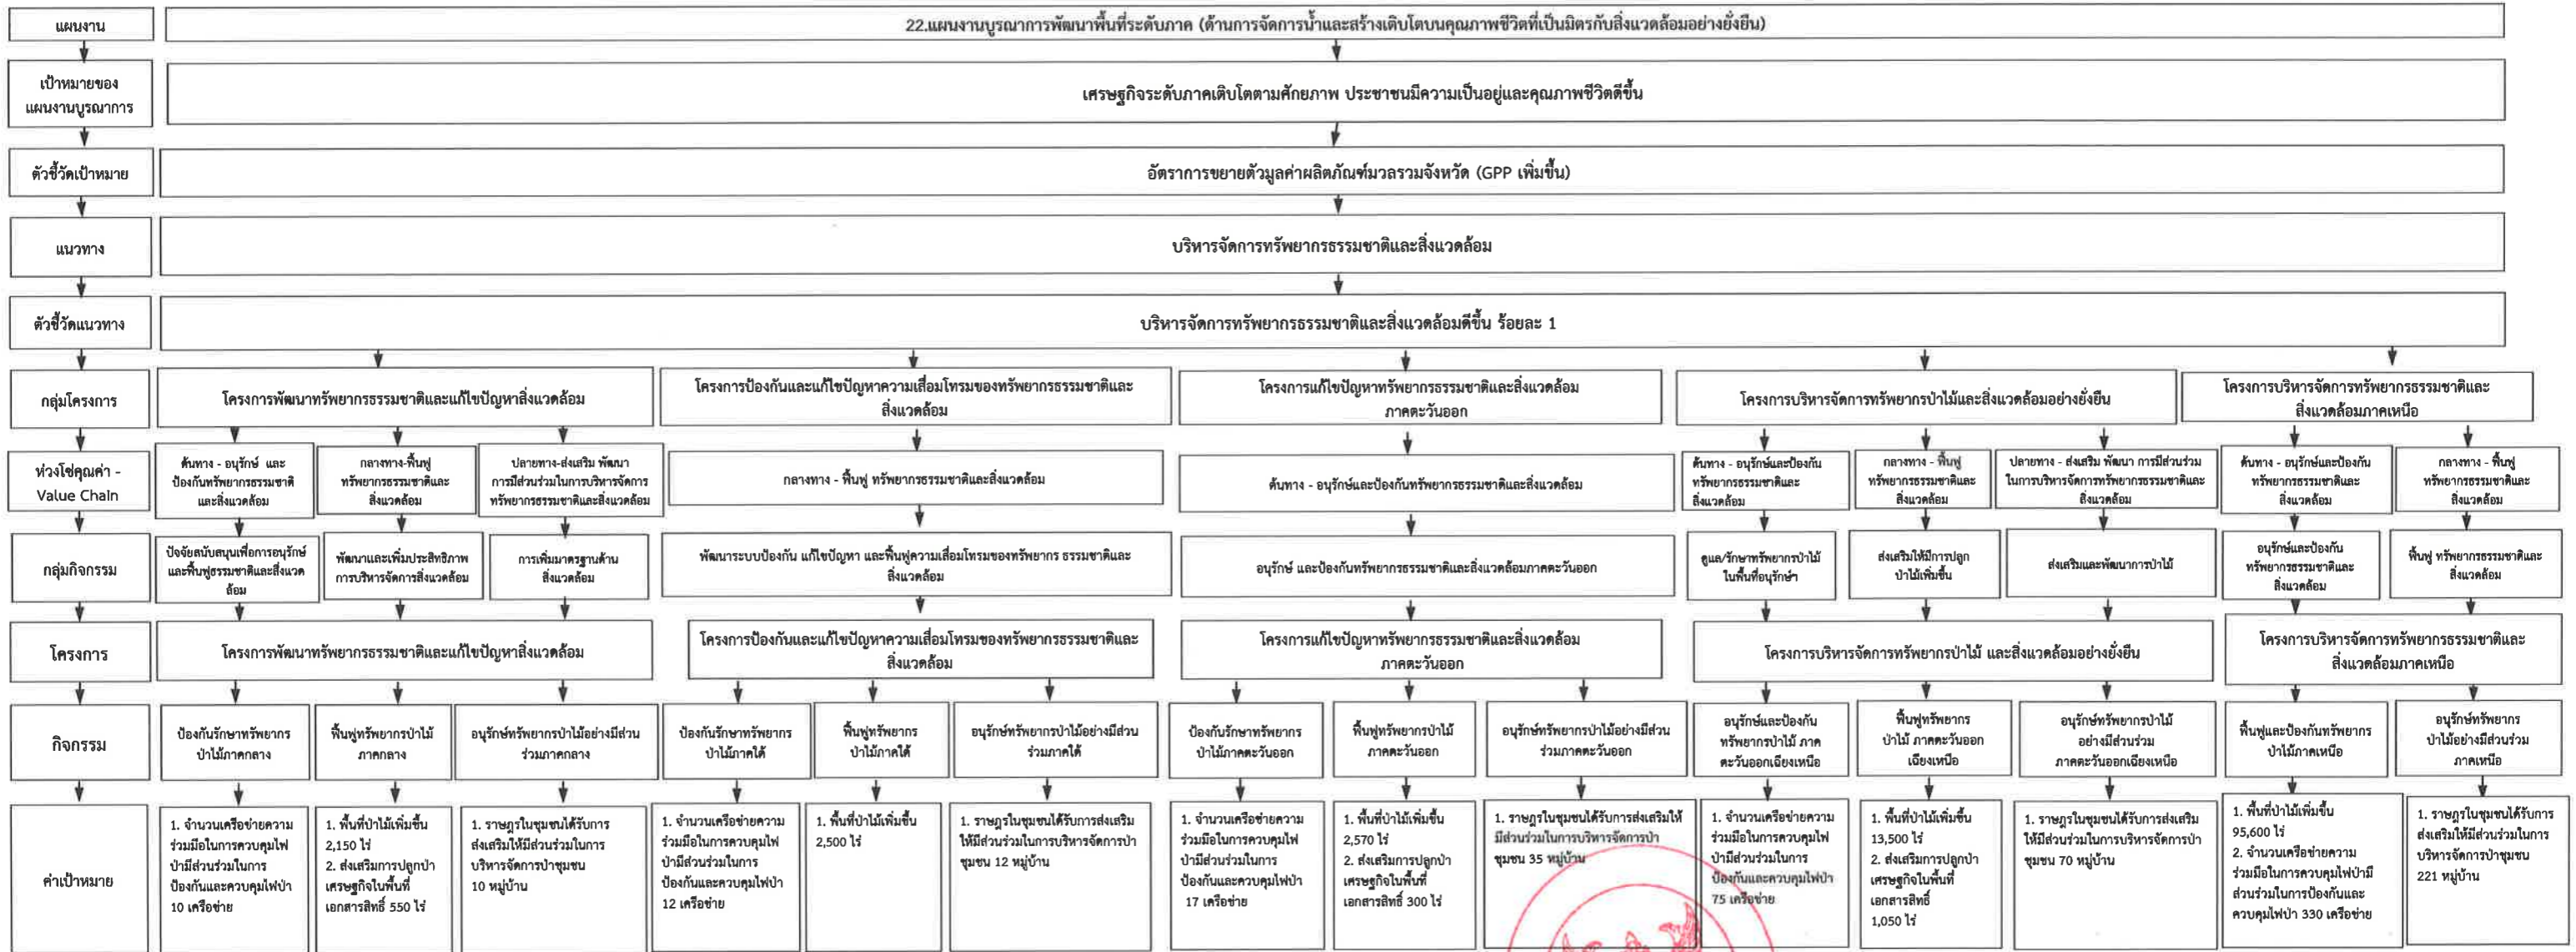 แผนงาน
22.แผนงานบูรณาการพัฒนาพื้นที่ระดับภาค (ด้านการจัดการน้ำและสร้างเติบโตบนคุณภาพชีวิตที่เป็นมิตรกับสิ่งแวดล้อมอย่างยั่งยืน)
เป้าหมายของ
แผนงานบูรณาการ
เศรษฐกิจระดับภาคเติบโตตามศักยภาพ ประชาชนมีความเป็นอยู่และคุณภาพชีวิตดีขึ้น
ตัวชี้วัดเป้าหมาย
อัตราการขยายตัวมูลค่าผลิตภัณฑ์มวลรวมจังหวัด (GPP เพิ่มขึ้น)
แนวทาง
บริหารจัดการทรัพยากรธรรมชาติและสิ่งแวดล้อม
ตัวชี้วัดแนวทาง
บริหารจัดการทรัพยากรธรรมชาติและสิ่งแวดล้อมดีขึ้น ร้อยละ 1
กลุ่มโครงการ
โครงการพัฒนาทรัพยากรธรรมชาติและแก้ไขปัญหาสิ่งแวดล้อม
โครงการป้องกันและแก้ไขปัญหาความเสื่อมโทรมของทรัพยากรธรรมชาติและ
สิ่งแวดล้อม
โครงการแก้ไขปัญหาทรัพยากรธรรมชาติและสิ่งแวดล้อม
ภาคตะวันออก
โครงการบริหารจัดการทรัพยากรป่าไม้และสิ่งแวดล้อมอย่างยั่งยืน
โครงการบริหารจัดการทรัพยากรธรรมชาติและ
สิ่งแวดล้อมภาคเหนือ
ห่วงโซ่คุณค่า -
Value Chain
ต้นทาง - อนุรักษ์ และ
ป้องกันทรัพยากรธรรมชาติ
และสิ่งแวดล้อม
กลางทาง-ฟื้นฟู
ทรัพยากรธรรมชาติและ
สิ่งแวดล้อม
ปลายทาง-ส่งเสริม พัฒนา
การมีส่วนร่วมในการบริหารจัดการ
ทรัพยากรธรรมชาติและสิ่งแวดล้อม
กลางทาง - ฟื้นฟู ทรัพยากรธรรมชาติและสิ่งแวดล้อม
ต้นทาง - อนุรักษ์และป้องกันทรัพยากรธรรมชาติและสิ่งแวดล้อม
ต้นทาง - อนุรักษ์และป้องกัน
ทรัพยากรธรรมชาติและ
สิ่งแวดล้อม
กลางทาง - ฟื้นฟู
ทรัพยากรธรรมชาติและ
สิ่งแวดล้อม
ปลายทาง - ส่งเสริม พัฒนา การมีส่วนร่วม
ในการบริหารจัดการทรัพยากรธรรมชาติและ
สิ่งแวดล้อม
ต้นทาง - อนุรักษ์และป้องกัน
ทรัพยากรธรรมชาติและ
สิ่งแวดล้อม
กลางทาง - ฟื้นฟู
ทรัพยากรธรรมชาติและ
สิ่งแวดล้อม
กลุ่มกิจกรรม
ปัจจัยสนับสนุนเพื่อการอนุรักษ์
และฟื้นฟูธรรมชาติและสิ่งแวด
ล้อม
พัฒนาและเพิ่มประสิทธิภาพ
การบริหารจัดการสิ่งแวดล้อม
การเพิ่มมาตรฐานด้าน
สิ่งแวดล้อม
พัฒนาระบบป้องกัน แก้ไขปัญหา และฟื้นฟูความเสื่อมโทรมของทรัพยากร ธรรมชาติและ
สิ่งแวดล้อม
อนุรักษ์ และป้องกันทรัพยากรธรรมชาติและสิ่งแวดล้อมภาคตะวันออก
ดูแล/รักษาทรัพยากรป่าไม้
ในพื้นที่อนุรักษ์ฯ
ส่งเสริมให้มีการปลูก
ป่าไม้เพิ่มขึ้น
ส่งเสริมและพัฒนาการป่าไม้
อนุรักษ์และป้องกัน
ทรัพยากรธรรมชาติและ
สิ่งแวดล้อม
ฟื้นฟู ทรัพยากรธรรมชาติและ
สิ่งแวดล้อม
โครงการ
โครงการพัฒนาทรัพยากรธรรมชาติและแก้ไขปัญหาสิ่งแวดล้อม
โครงการป้องกันและแก้ไขปัญหาความเสื่อมโทรมของทรัพยากรธรรมชาติและ
สิ่งแวดล้อม
โครงการแก้ไขปัญหาทรัพยากรธรรมชาติและสิ่งแวดล้อม
ภาคตะวันออก
โครงการบริหารจัดการทรัพยากรป่าไม้ และสิ่งแวดล้อมอย่างยั่งยืน
โครงการบริหารจัดการทรัพยากรธรรมชาติและ
สิ่งแวดล้อมภาคเหนือ
กิจกรรม
ป้องกันรักษาทรัพยากร
ป่าไม้ภาคกลาง
ฟื้นฟูทรัพยากรป่าไม้
ภาคกลาง
อนุรักษ์ทรัพยากรป่าไม้อย่างมีส่วน
ร่วมภาคกลาง
ป้องกันรักษาทรัพยากร
ป่าไม้ภาคใต้
ฟื้นฟูทรัพยากร
ป่าไม้ภาคใต้
อนุรักษ์ทรัพยากรป่าไม้อย่างมีส่วน
ร่วมภาคใต้
ป้องกันรักษาทรัพยากร
ป่าไม้ภาคตะวันออก
ฟื้นฟูทรัพยากรป่าไม้
ภาคตะวันออก
อนุรักษ์ทรัพยากรป่าไม้อย่างมีส่วน
ร่วมภาคตะวันออก
อนุรักษ์และป้องกัน
ทรัพยากรป่าไม้ ภาค
ตะวันออกเฉียงเหนือ
ฟื้นฟูทรัพยากร
ป่าไม้ ภาคตะวันออก
เฉียงเหนือ
อนุรักษ์ทรัพยากรป่าไม้
อย่างมีส่วนร่วม
ภาคตะวันออกเฉียงเหนือ
ฟื้นฟูและป้องกันทรัพยากร
ป่าไม้ภาคเหนือ
อนุรักษ์ทรัพยากร
ป่าไม้อย่างมีส่วนร่วม
ภาคเหนือ
ค่าเป้าหมาย
1. จำนวนเครือข่ายความ
ร่วมมือในการควบคุมไฟ
ป่ามีส่วนร่วมในการ
ป้องกันและควบคุมไฟป่า
10 เครือข่าย
1. พื้นที่ป่าไม้เพิ่มขึ้น
2,150 ไร่
2. ส่งเสริมการปลูกป่า
เศรษฐกิจในพื้นที่
เอกสารสิทธิ์ 550 ไร่
1. ราษฎรในชุมชนได้รับการ
ส่งเสริมให้มีส่วนร่วมในการ
บริหารจัดการป่าชุมชน
10 หมู่บ้าน
1. จำนวนเครือข่ายความ
ร่วมมือในการควบคุมไฟ
ป่ามีส่วนร่วมในการ
ป้องกันและควบคุมไฟป่า
12 เครือข่าย
1. พื้นที่ป่าไม้เพิ่มขึ้น
2,500 ไร่
1. ราษฎรในชุมชนได้รับการส่งเสริม
ให้มีส่วนร่วมในการบริหารจัดการป่า
ชุมชน 12 หมู่บ้าน
1. จำนวนเครือข่ายความ
ร่วมมือในการควบคุมไฟ
ป่ามีส่วนร่วมในการ
ป้องกันและควบคุมไฟป่า
17 เครือข่าย
1. พื้นที่ป่าไม้เพิ่มขึ้น
2,570 ไร่
2. ส่งเสริมการปลูกป่า
เศรษฐกิจในพื้นที่
เอกสารสิทธิ์ 300 ไร่
1. ราษฎรในชุมชนได้รับการส่งเสริมให้
มีส่วนร่วมในการบริหารจัดการป่า
ชุมชน 35 หมู่บ้าน
1. จำนวนเครือข่ายความ
ร่วมมือในการควบคุมไฟ
ป่ามีส่วนร่วมในการ
ป้องกันและควบคุมไฟป่า
75 เครือข่าย
1. พื้นที่ป่าไม้เพิ่มขึ้น
13,500 ไร่
2. ส่งเสริมการปลูกป่า
เศรษฐกิจในพื้นที่
เอกสารสิทธิ์
1,050 ไร่
1. ราษฎรในชุมชนได้รับการส่งเสริม
ให้มีส่วนร่วมในการบริหารจัดการป่า
ชุมชน 70 หมู่บ้าน
1. พื้นที่ป่าไม้เพิ่มขึ้น
95,600 ไร่
2. จำนวนเครือข่ายความ
ร่วมมือในการควบคุมไฟป่ามี
ส่วนร่วมในการป้องกันและ
ควบคุมไฟป่า 330 เครือข่าย
1. ราษฎรในชุมชนได้รับการ
ส่งเสริมให้มีส่วนร่วมในการ
บริหารจัดการป่าชุมชน
221 หมู่บ้าน